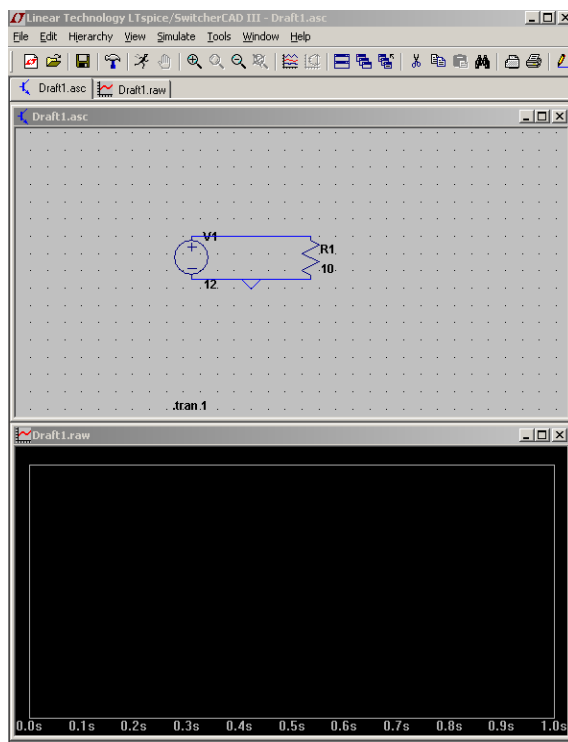 Linear Technology LTspice/SwitcherCAD III - Draft1.asc
File Edit Hierarchy View Simulate Tools Window Help
Draft1.asc Draft1.raw
Draft1.asc
V1
R1
10
12
.tran 1
Draft1.raw
0.0s 0.1s 0.2s 0.3s 0.4s 0.5s 0.6s 0.7s 0.8s 0.9s 1.0s